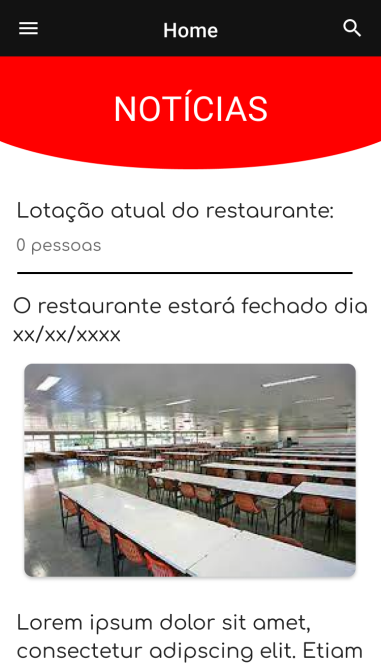 Home
NOTÍCIAS
Lotação atual do restaurante:
0 pessoas
O restaurante estará fechado dia
xx/xx/xxxx
Lorem ipsum dolor sit amet,
consectetur adipscing elit. Etiam